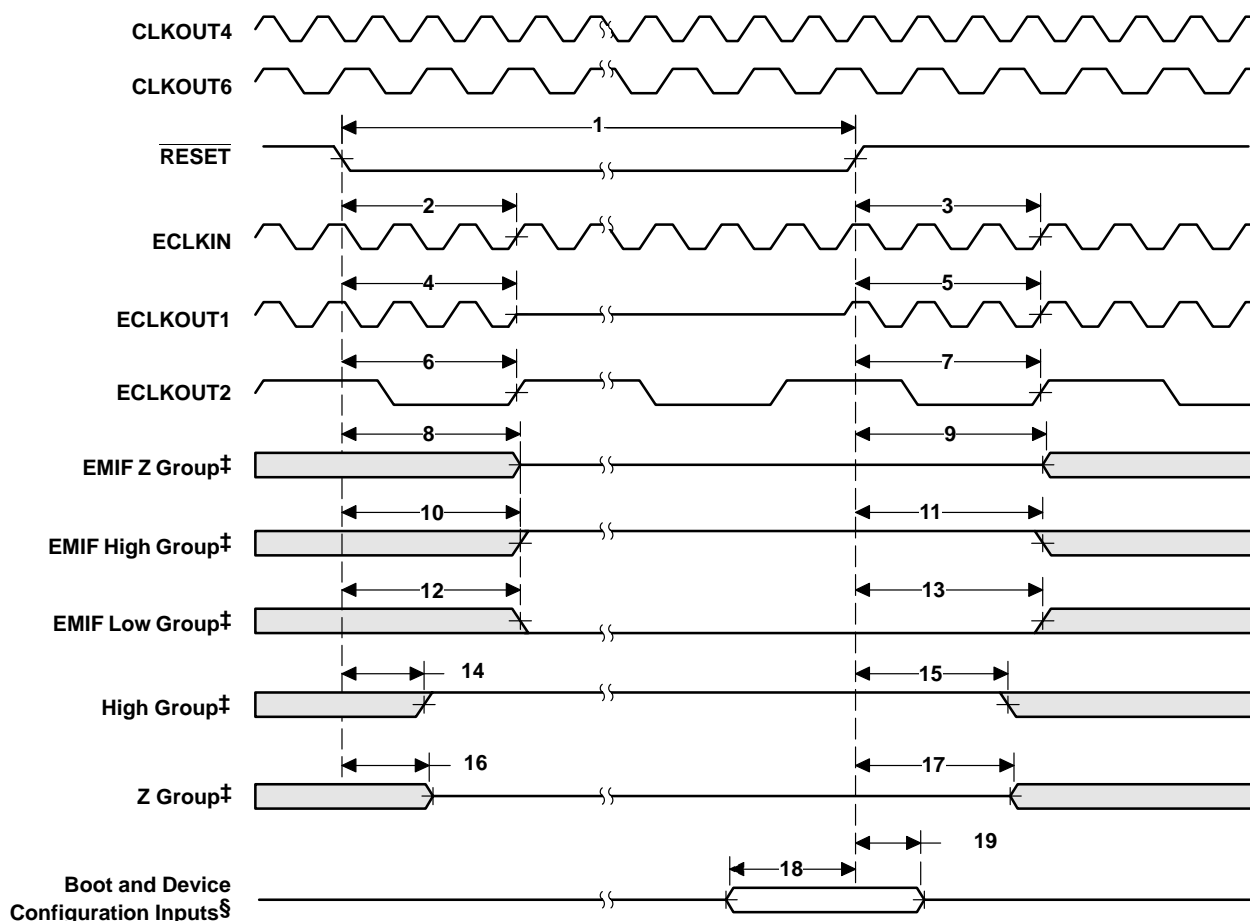 CLKOUT4
CLKOUT6
1
RESET
2
3
ECLKIN
4
5
ECLKOUT1
6
7
ECLKOUT2
8
9
EMIF Z Group‡
10
11
EMIF High Group‡
12
13
EMIF Low Group‡
14
15
High Group‡
16
17
Z Group‡
19
18
Boot and Device
Configuration Inputs§